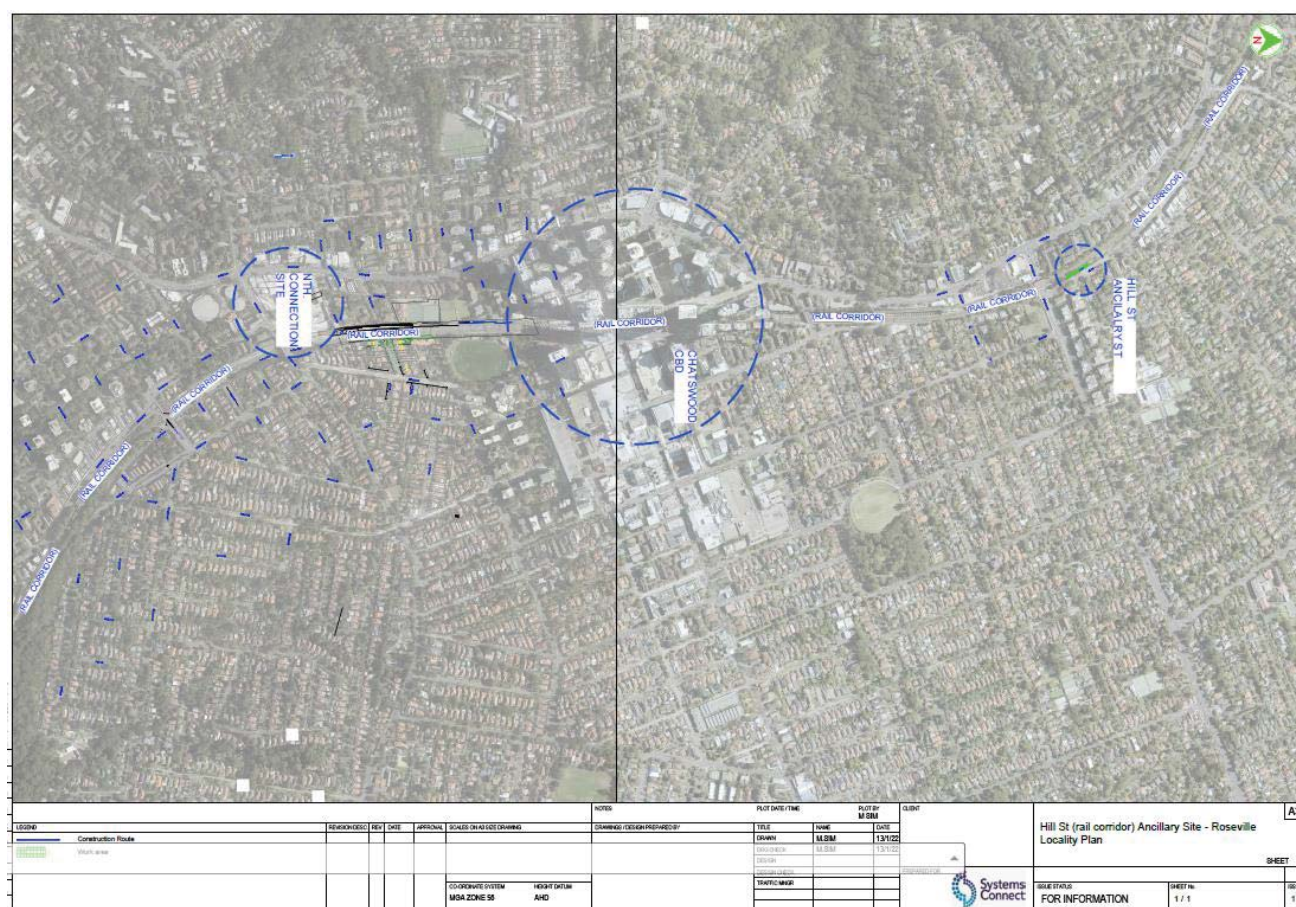 N
(RAIL CORRIDOR)
(RAIL CORRIDOR)
(RAIL CORRIDOR)
(RAIL CORRIDOR)
(RAIL CORRIDOR)
(RAIL CORRIDOR)
(RAIL CORRIDOR)
(RAIL CORRIDOR)
(RAIL CORRIDOR)
NTH.
CONNECTION
SITE
CHATSWOOD
CBD
HILL ST
ANCILALRYST
LEGEND
Construction Route
Work area
REVISION DESC
REV
DATE
APPROVAL
SCALES ON A3 SIZE DRAWING
CO-ORDINATE SYSTEM
HEIGHT DATUM
MGA ZONE 56
AHD
NOTES
DRAWINGS / DESIGN PREPARED BY
PLOT DATE / TIME
PLOT BY
M SIM
TITLE
NAME
DATE
DRAWN
M.SIM
13/1/22
DRG CHECK
M.SIM
13/1/22
DESIGN
DESIGN CHECK
TRAFFIC MNGR
CLIENT
PREPARED FOR
Systems
Connect
Hill St (rail corridor) Ancillary Site - Roseville
Locality Plan
SHEET
ISSUE STATUS
FOR INFORMATION
SHEET No.
1 / 1